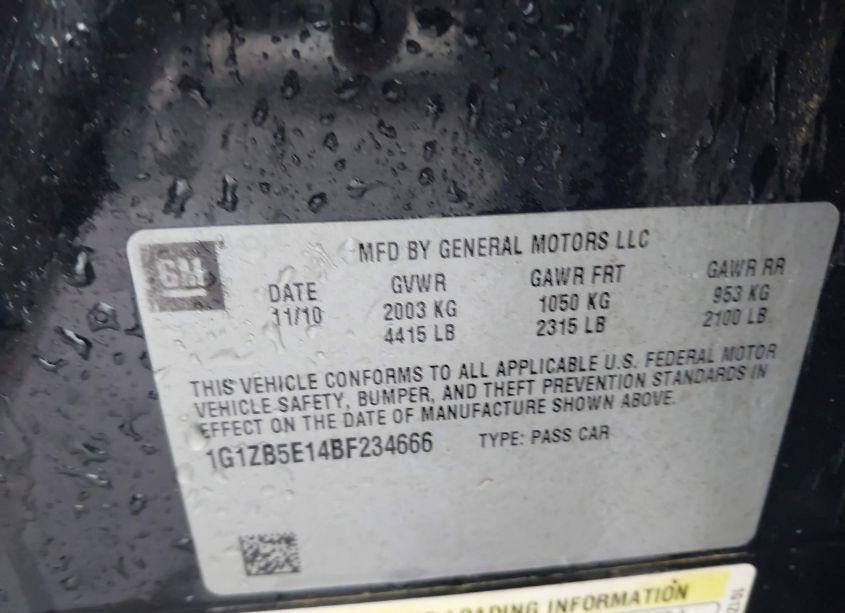 GM
MFD BY GENERAL MOTORS LLC
DATE GVWR GAWR FRT GAWR RR
11/10 2003 KG 1050 KG 953 KG
4415 LB 2315 LB 2100 LB
THIS VEHICLE CONFORMS TO ALL APPLICABLE U.S. FEDERAL MOTOR
VEHICLE SAFETY, BUMPER, AND THEFT PREVENTION STANDARDS IN
EFFECT ON THE DATE OF MANUFACTURE SHOWN ABOVE.
1G1ZB5E14BF234666 TYPE: PASS CAR
LOADING INFORMATION